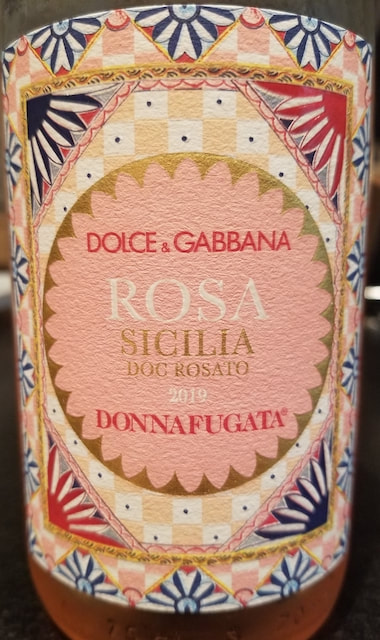 DOLCE & GABBANA
ROSA
SICILIA
DOC ROSATO
2019
DONNAFUGATA®